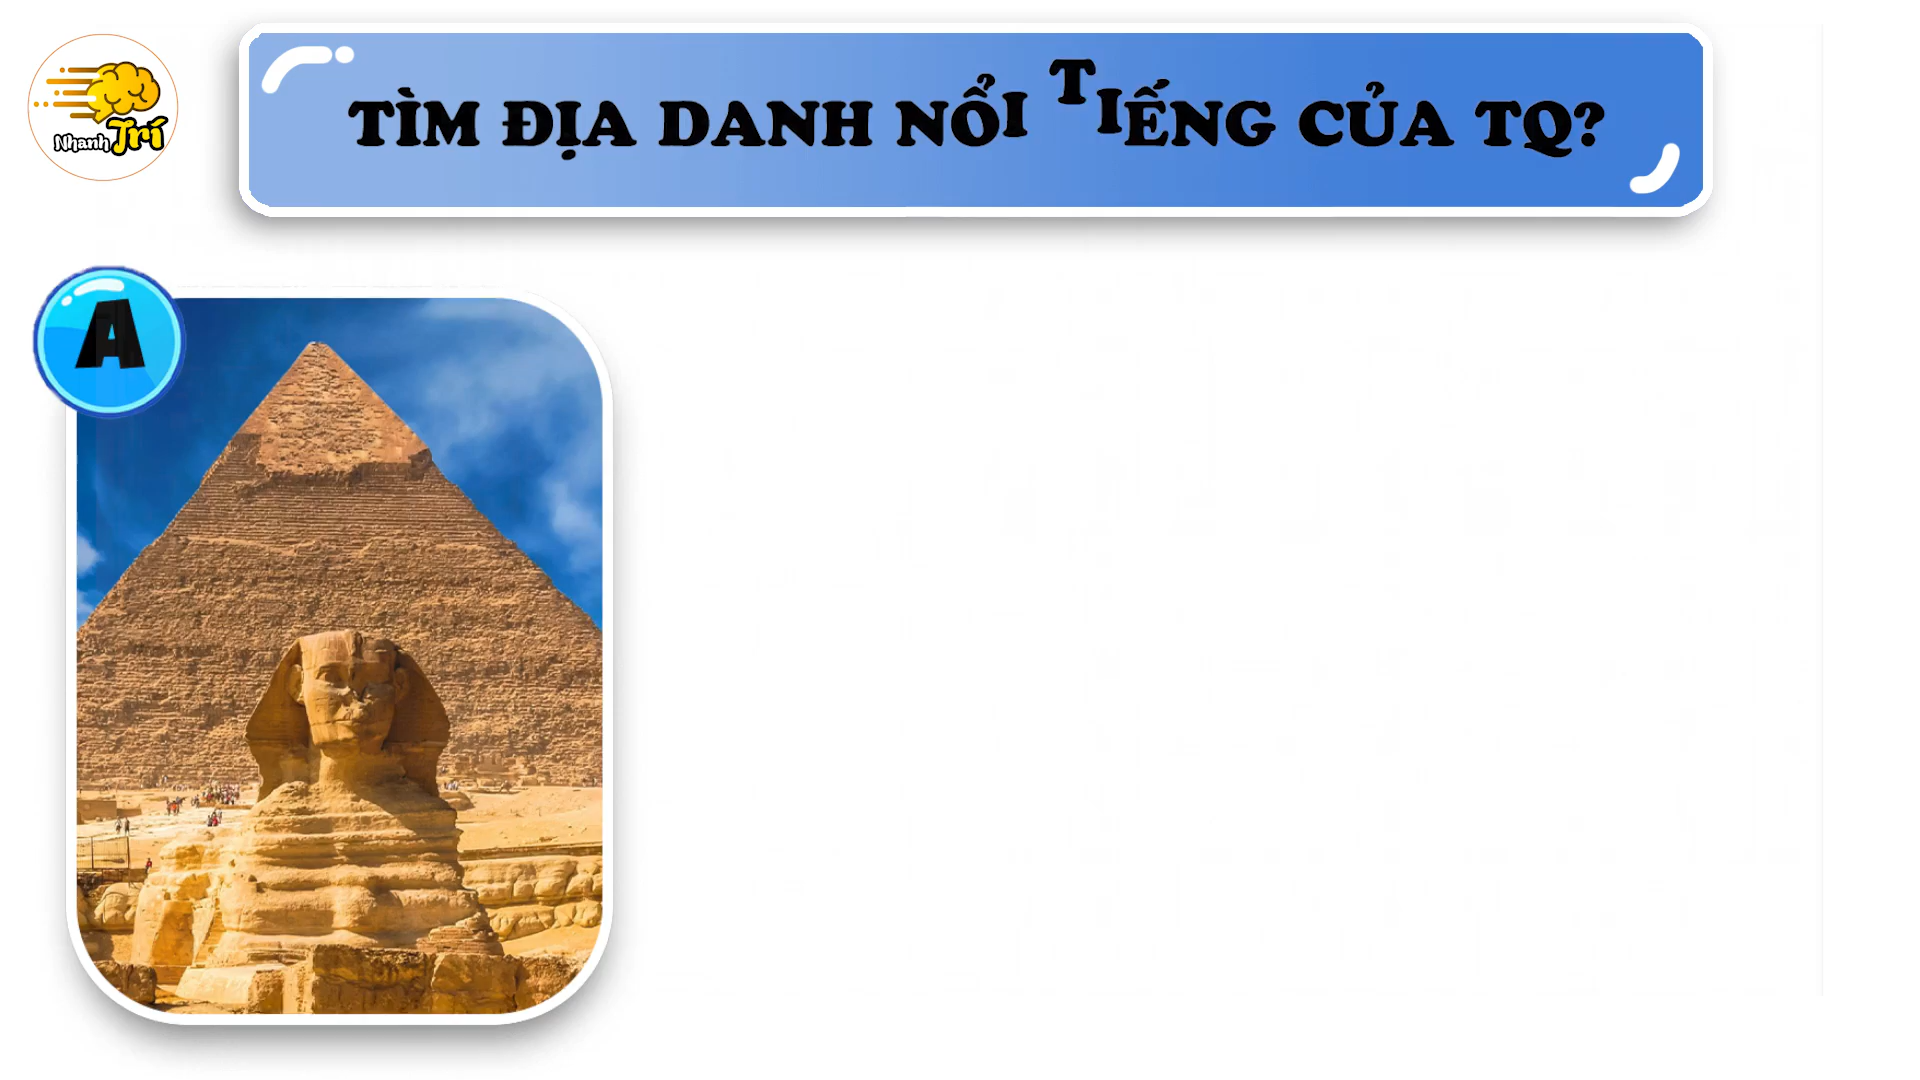 Nhanh Trí
TÌM ĐỊA DANH NỔI TIẾNG CỦA TQ?
A